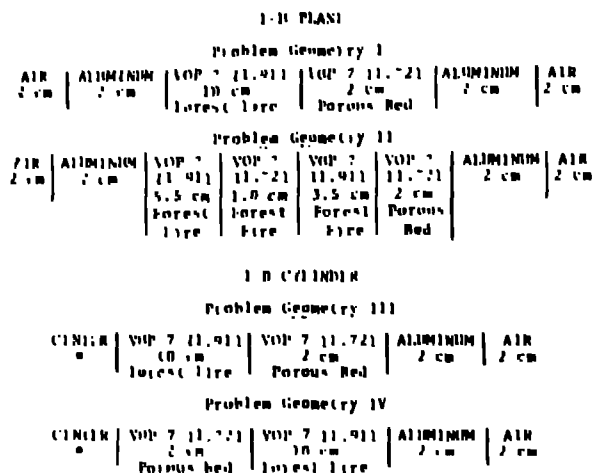 1-D PLANE
Problem Geometry I
AIR | ALUMINUM | VOP 7 [1.91] | VOP 7 [1.72] | ALUMINUM | AIR
2 cm | 2 cm | 10 cm | 2 cm | 2 cm | 2 cm
Forest Fire | Porous Bed
Problem Geometry II
AIR | ALUMINUM | VOP 7 | VOP 7 | VOP 7 | VOP 7 | ALUMINUM | AIR
2 cm | 2 cm | [1.91] | [1.72] | [1.91] | [1.72] | 2 cm | 2 cm
5.5 cm | 1.0 cm | 3.5 cm | 2 cm
Forest | Forest | Forest | Porous
Fire | Fire | Fire | Bed
1-D CYLINDER
Problem Geometry III
CENTER | VOP 7 [1.91] | VOP 7 [1.72] | ALUMINUM | AIR
10 cm | 2 cm | 2 cm | 2 cm
Forest Fire | Porous Bed
Problem Geometry IV
CENTER | VOP 7 [1.72] | VOP 7 [1.91] | ALUMINUM | AIR
2 cm | 10 cm | 2 cm | 2 cm
Porous bed | Forest Fire